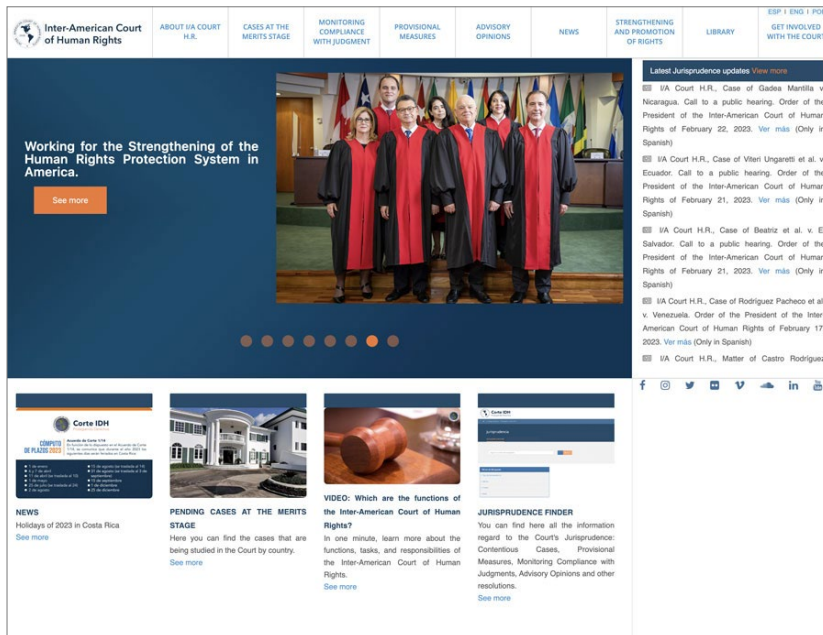 ESP I ENG I POR
Inter-American Court
of Human Rights
ABOUT I/A COURT
H.R.
CASES AT THE
MERITS STAGE
MONITORING
COMPLIANCE
WITH JUDGMENT
PROVISIONAL
MEASURES
ADVISORY
OPINIONS
NEWS
STRENGTHENING
AND PROMOTION
OF RIGHTS
LIBRARY
GET INVOLVED
WITH THE COURT
Working for the Strengthening of the
Human Rights Protection System in
America.
See more
Latest Jurisprudence updates View more
I/A Court H.R., Case of Gadea Mantilla v
Nicaragua. Call to a public hearing. Order of the
President of the Inter-American Court of Human
Rights of February 22, 2023. Ver más (Only in
Spanish)
I/A Court H.R., Case of Viteri Ungaretti et al. v
Ecuador. Call to a public hearing. Order of the
President of the Inter-American Court of Human
Rights of February 21, 2023. Ver más (Only in
Spanish)
I/A Court H.R., Case of Beatriz et al. v. E
Salvador. Call to a public hearing. Order of the
President of the Inter-American Court of Human
Rights of February 21, 2023. Ver más (Only in
Spanish)
I/A Court H.R., Case of Rodríguez Pacheco et al
v. Venezuela. Order of the President of the Inter
American Court of Human Rights of February 17
2023. Ver más (Only in Spanish)
I/A Court H.R., Matter of Castro Rodríguez
Corte IDH
CÓMPUTO
DE PLAZOS 2023
Acuerdo de Corte 1/14
NEWS
Holidays of 2023 in Costa Rica
See more
PENDING CASES AT THE MERITS
STAGE
Here you can find the cases that are
being studied in the Court by country.
See more
VIDEO: Which are the functions of
the Inter-American Court of Human
Rights?
In one minute, learn more about the
functions, tasks, and responsibilities of
the Inter-American Court of Human
Rights.
See more
Corte IDH
Jurisprudencia
JURISPRUDENCE FINDER
You can find here all the information
regard to the Court's Jurisprudence:
Contentious Cases, Provisional
Measures, Monitoring Compliance with
Judgments, Advisory Opinions and other
resolutions.
See more